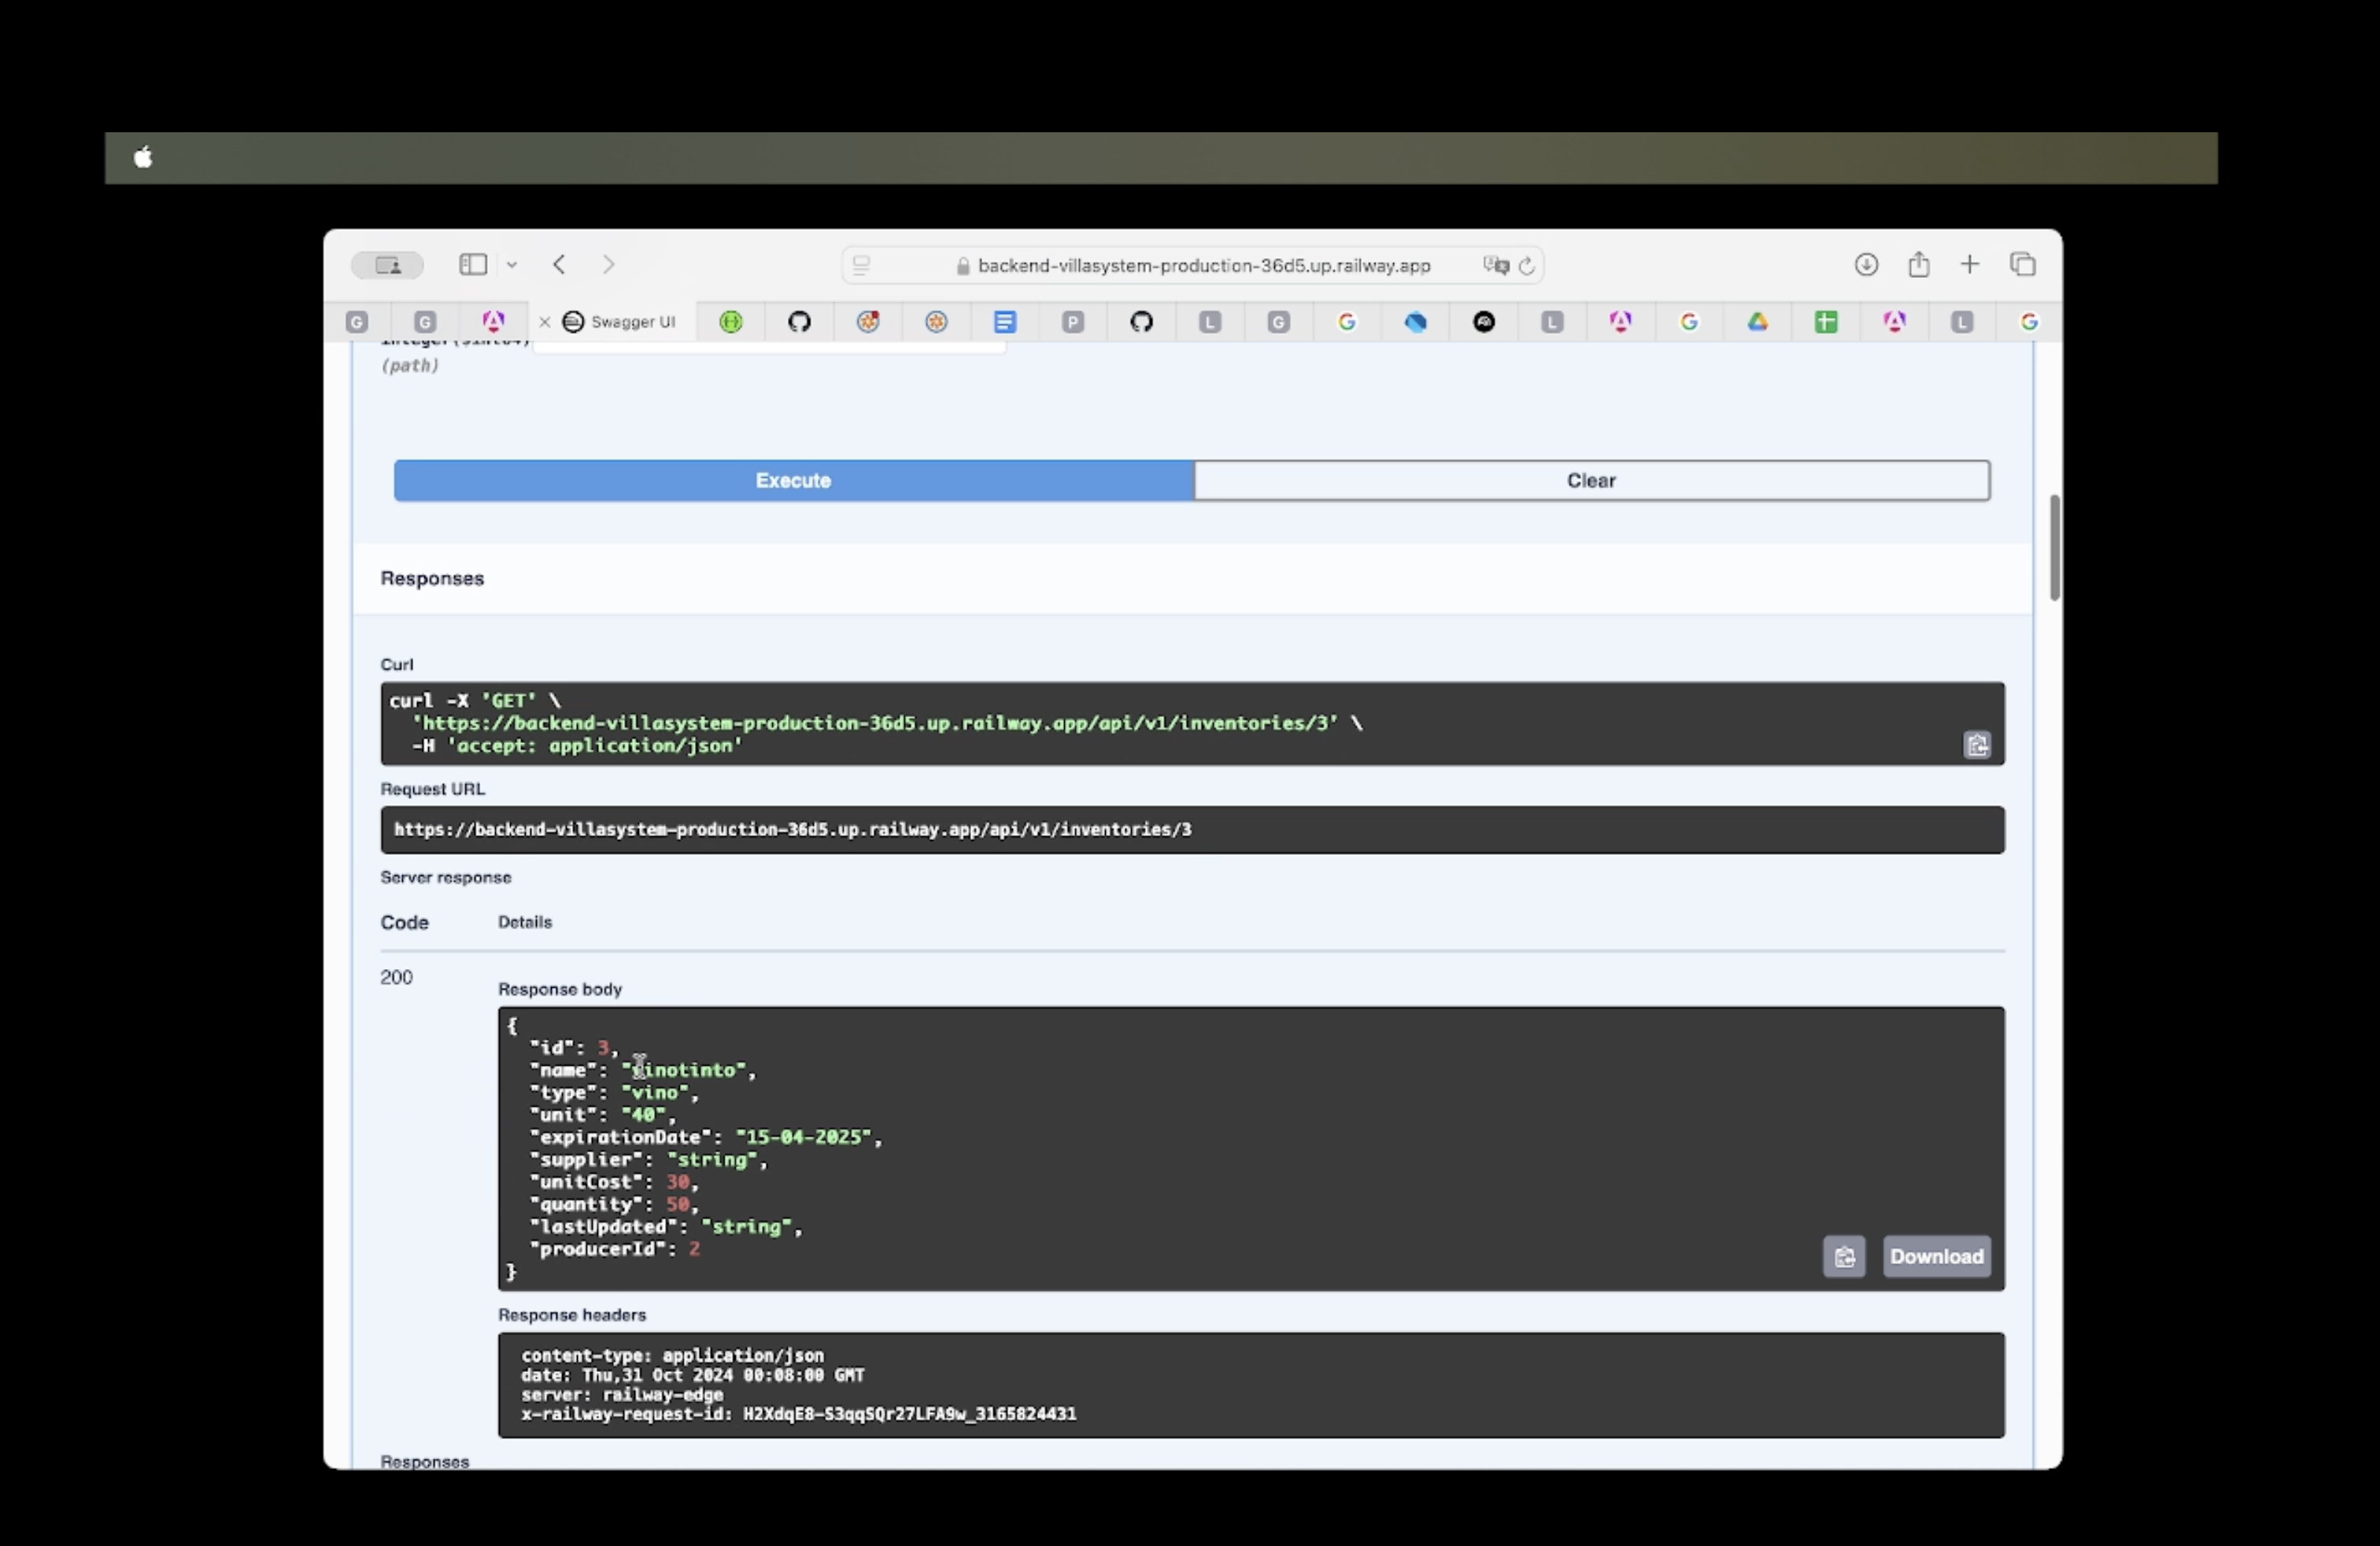 backend-villasystem-production-36d5.up.railway.app
G G Swagger UI P L G G L G L G
(path)
Execute Clear
Responses
Curl
curl -X 'GET' \
'https://backend-villasystem-production-36d5.up.railway.app/api/v1/inventories/3' \
-H 'accept: application/json'
Request URL
https://backend-villasystem-production-36d5.up.railway.app/api/v1/inventories/3
Server response
Code Details
200
Response body
{
"id": 3,
"name": "vinotinto",
"type": "vino",
"unit": "40",
"expirationDate": "15-04-2025",
"supplier": "string",
"unitCost": 30,
"quantity": 50,
"lastUpdated": "string",
"producerId": 2
}
Download
Response headers
content-type: application/json
date: Thu,31 Oct 2024 00:08:00 GMT
server: railway-edge
x-railway-request-id: H2XdqE8-S3qqSQr27LFA9w_3165824431
Responses